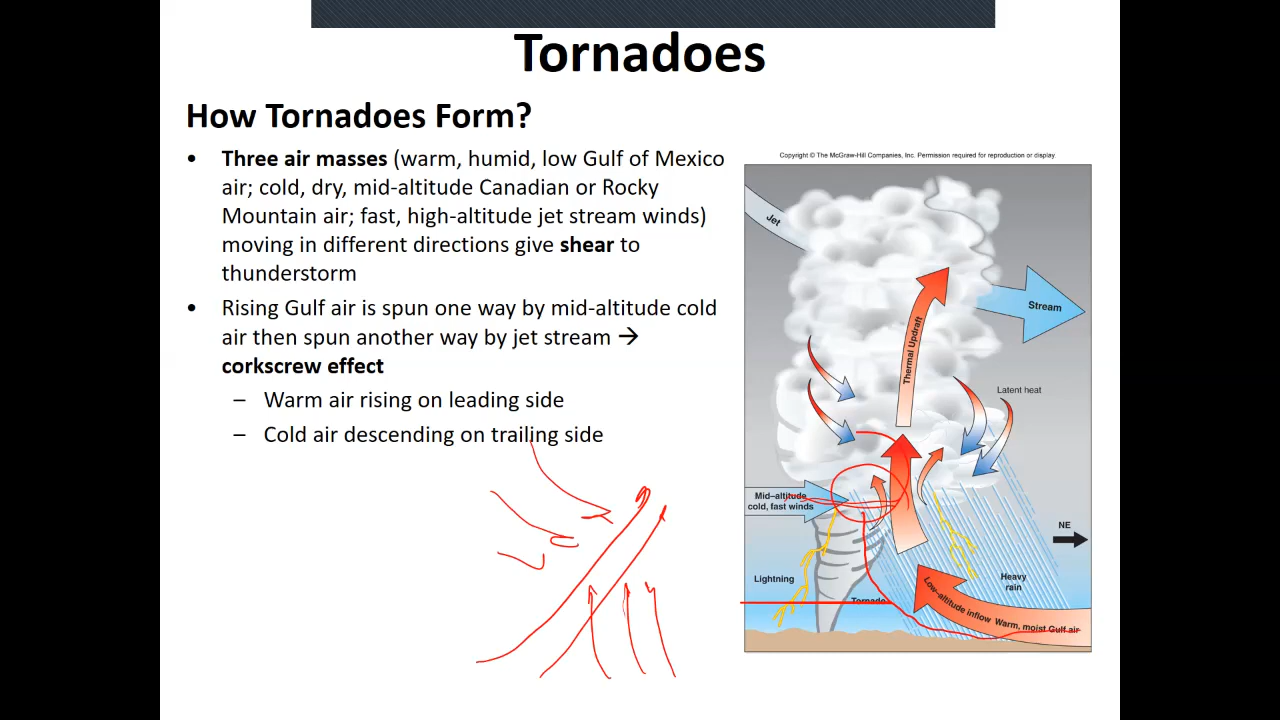 Tornadoes
How Tornadoes Form?
• Three air masses (warm, humid, low Gulf of Mexico
air; cold, dry, mid-altitude Canadian or Rocky
Mountain air; fast, high-altitude jet stream winds)
moving in different directions give shear to
thunderstorm
• Rising Gulf air is spun one way by mid-altitude cold
air then spun another way by jet stream →
corkscrew effect
– Warm air rising on leading side
– Cold air descending on trailing side
Copyright © The McGraw-Hill Companies, Inc. Permission required for reproduction or display.
Jet
Stream
Thermal Updraft
Latent heat
Mid–altitude
cold, fast winds
NE
Lightning
Heavy
rain
Tornado
Low–altitude inflow Warm, moist Gulf air